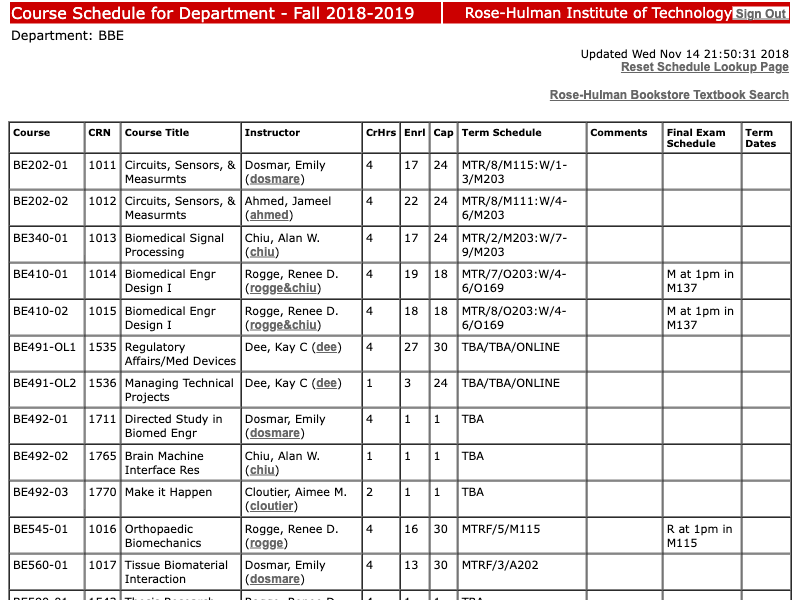 Course Schedule for Department - Fall 2018-2019 Rose-Hulman Institute of Technology Sign Out
Department: BBE
Updated Wed Nov 14 21:50:31 2018
Reset Schedule Lookup Page
Rose-Hulman Bookstore Textbook Search
Course CRN Course Title Instructor CrHrs Enrl Cap Term Schedule Comments Final Exam Term
Schedule Dates
BE202-01 1011 Circuits, Sensors, & Dosmar, Emily 4 17 24 MTR/8/M115:W/1-
Measurmts (dosmare) 3/M203
BE202-02 1012 Circuits, Sensors, & Ahmed, Jameel 4 22 24 MTR/8/M111:W/4-
Measurmts (ahmed) 6/M203
BE340-01 1013 Biomedical Signal Chiu, Alan W. 4 17 24 MTR/2/M203:W/7-
Processing (chiu) 9/M203
BE410-01 1014 Biomedical Engr Rogge, Renee D. 4 19 18 MTR/7/O203:W/4- M at 1pm in
Design I (rogge&chiu) 6/O169 M137
BE410-02 1015 Biomedical Engr Rogge, Renee D. 4 18 18 MTR/8/O203:W/4- M at 1pm in
Design I (rogge&chiu) 6/O169 M137
BE491-OL1 1535 Regulatory Dee, Kay C (dee) 4 27 30 TBA/TBA/ONLINE
Affairs/Med Devices
BE491-OL2 1536 Managing Technical Dee, Kay C (dee) 1 3 24 TBA/TBA/ONLINE
Projects
BE492-01 1711 Directed Study in Dosmar, Emily 4 1 1 TBA
Biomed Engr (dosmare)
BE492-02 1765 Brain Machine Chiu, Alan W. 1 1 1 TBA
Interface Res (chiu)
BE492-03 1770 Make it Happen Cloutier, Aimee M. 2 1 1 TBA
(cloutier)
BE545-01 1016 Orthopaedic Rogge, Renee D. 4 16 30 MTRF/5/M115 R at 1pm in
Biomechanics (rogge) M115
BE560-01 1017 Tissue Biomaterial Dosmar, Emily 4 13 30 MTRF/3/A202
Interaction (dosmare)